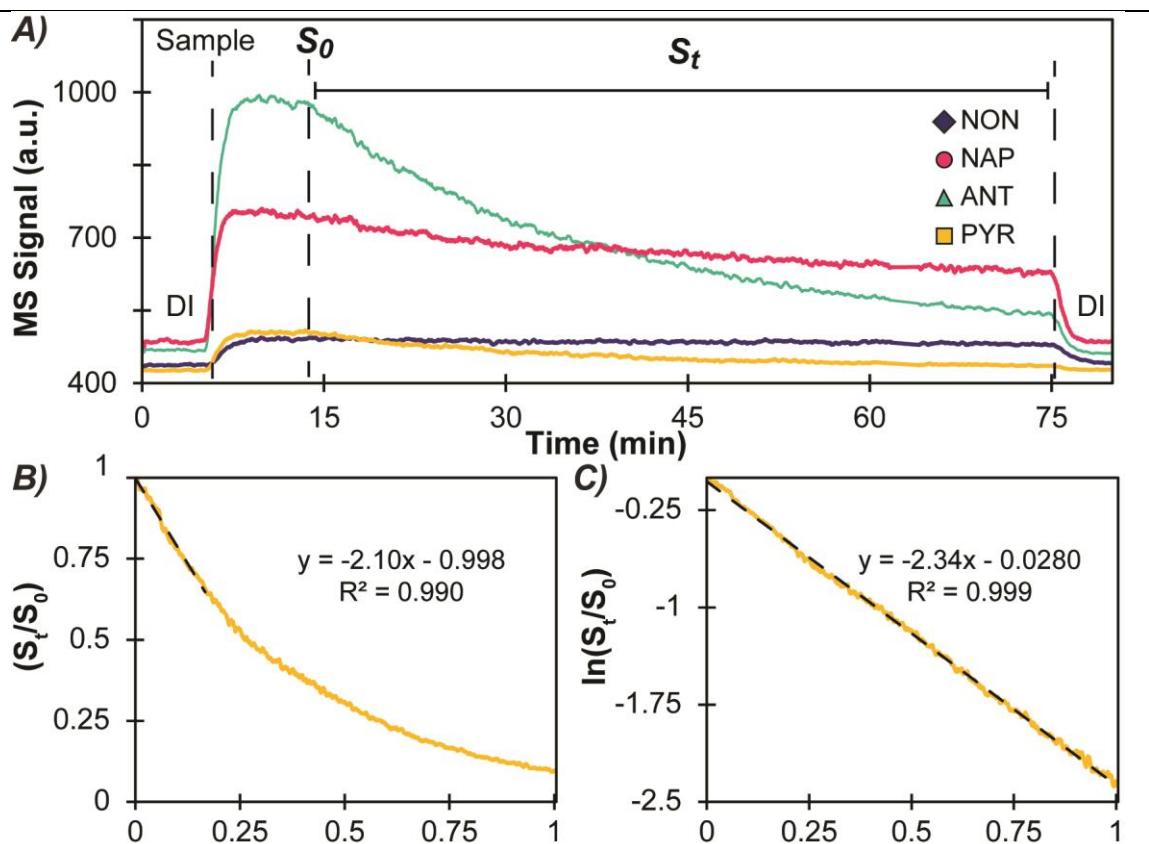 A)
Sample
S0
St
1000
700
400
MS Signal (a.u.)
DI
DI
NON
NAP
ANT
PYR
0
15
30
45
60
75
Time (min)
B)
1
0.75
0.5
0.25
0
(St/S0)
y = -2.10x - 0.998
R² = 0.990
0
0.25
0.5
0.75
1
C)
-0.25
-1
-1.75
-2.5
ln(St/S0)
y = -2.34x - 0.0280
R² = 0.999
0
0.25
0.5
0.75
1